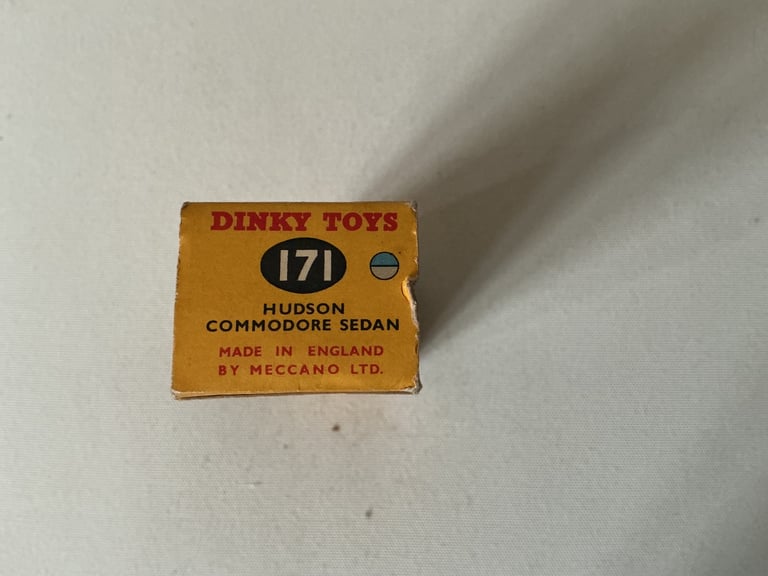 DINKY TOYS
171
HUDSON
COMMODORE SEDAN
MADE IN ENGLAND
BY MECCANO LTD.